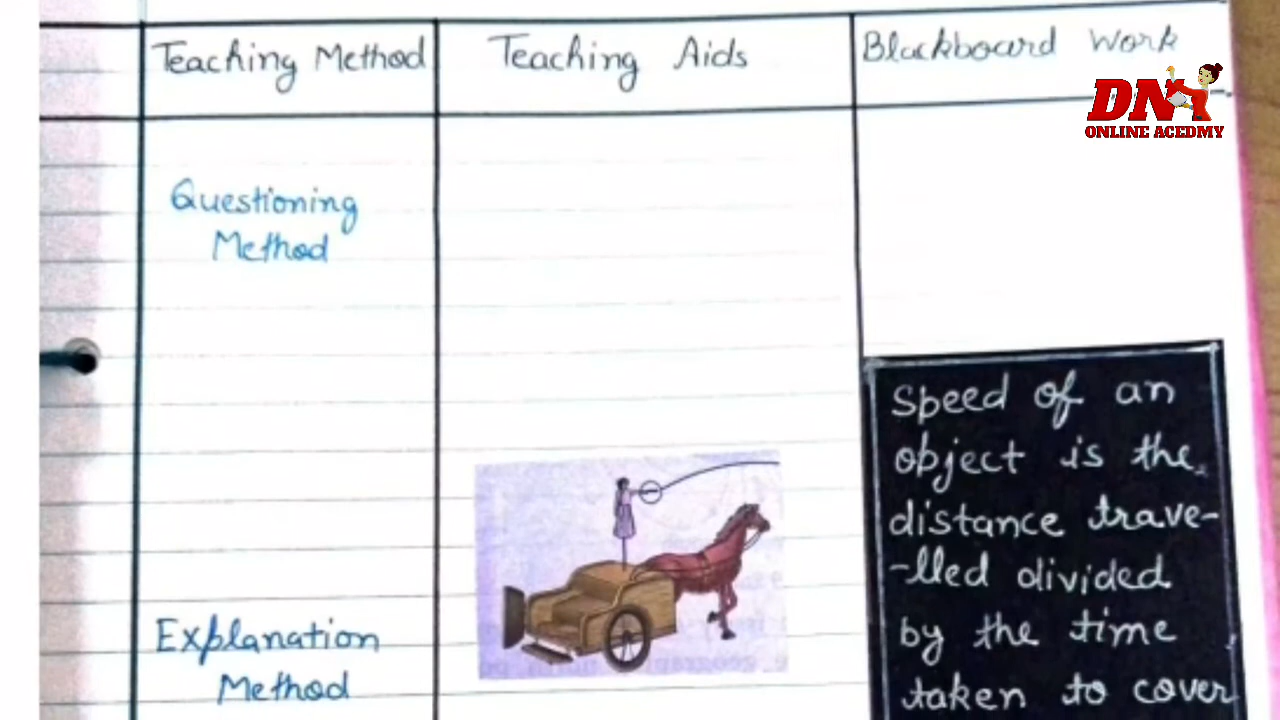 Teaching Method
Teaching Aids
Blackboard Work
DN
ONLINE ACEDMY
Questioning
Method
Explanation
Method
Speed of an
object is the
distance trave-
-lled divided
by the time
taken to cover